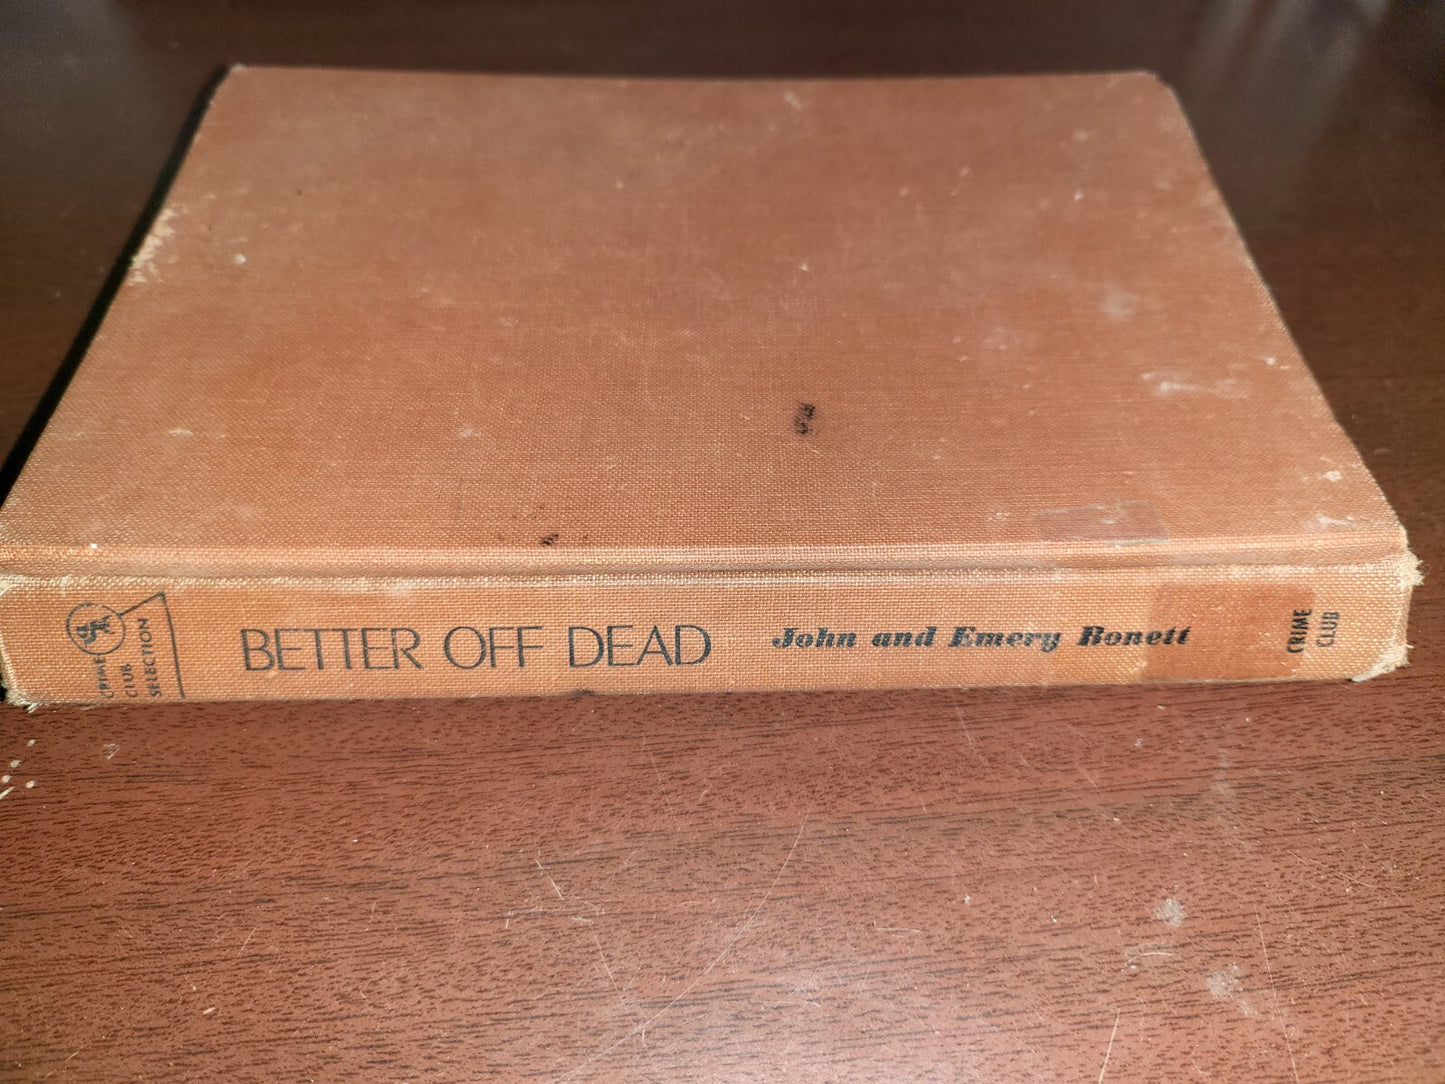 CRIME
CLUB
SELECTION
BETTER OFF DEAD
John and Emery Bonett
CRIME
CLUB